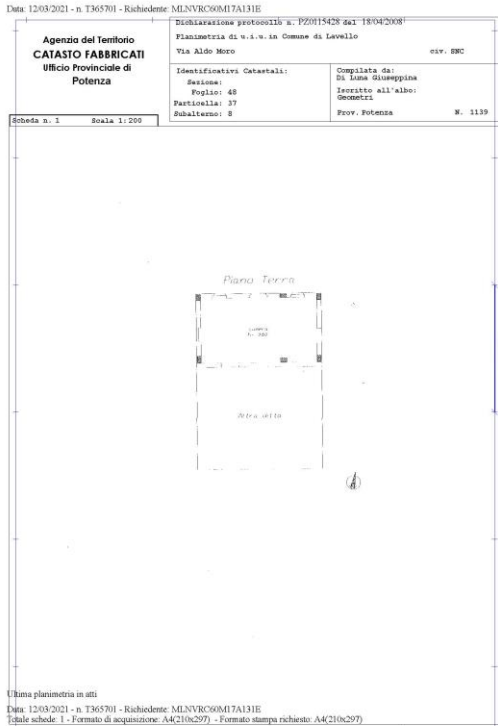 Data: 12/03/2021 - n. T365701 - Richiedente: MLNVRC60M17A131E
Agenzia del Territorio
CATASTO FABBRICATI
Ufficio Provinciale di
Potenza
Dichiarazione protocollo n. PZ0115428 del 18/04/2008
Planimetria di u.i.u. in Comune di Lavello
Via Aldo Moro civ. SNC
Identificativi Catastali:
Sezione:
Foglio: 48
Particella: 37
Subalterno: 8
Compilata da:
Di Luna Giuseppina
Iscritto all'albo:
Geometri
Prov. Potenza N. 1139
Scheda n. 1 Scala 1:200
Piano Terra
Altra ditta
Ultima planimetria in atti
Data: 12/03/2021 - n. T365701 - Richiedente: MLNVRC60M17A131E
Totale schede: 1 - Formato di acquisizione: A4(210x297) - Formato stampa richiesto: A4(210x297)